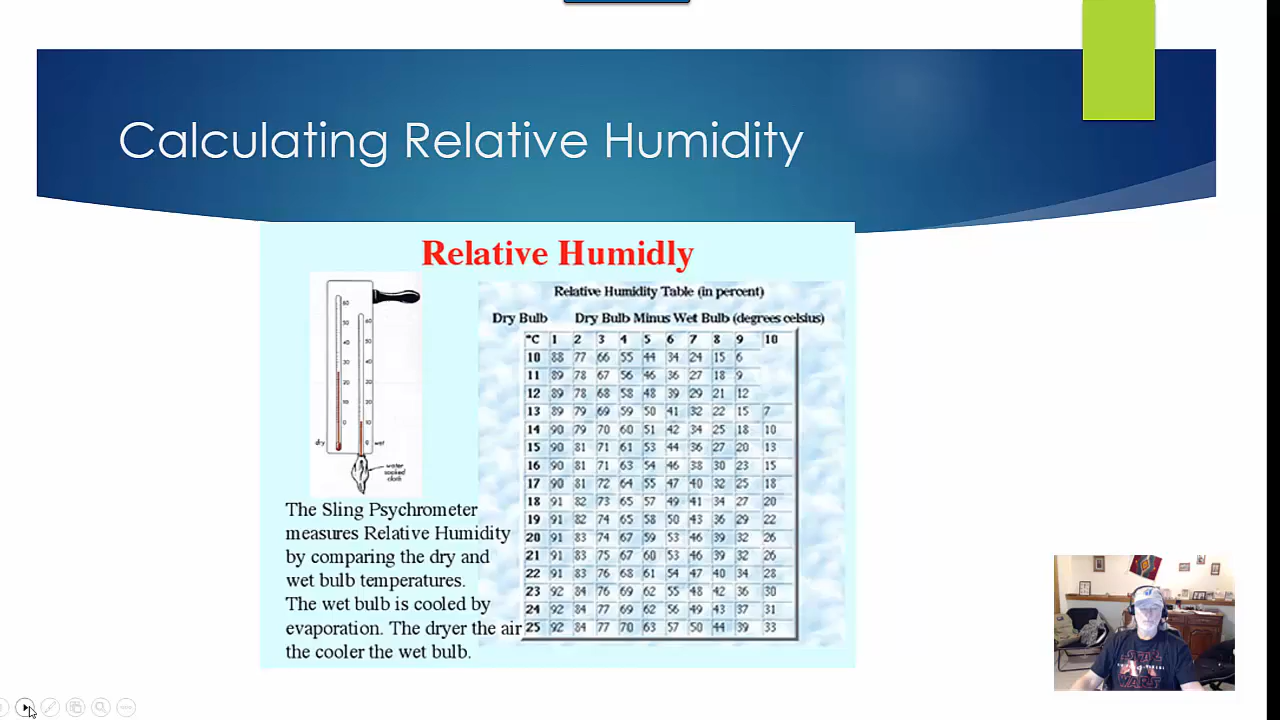 Calculating Relative Humidity
Relative Humidly
Relative Humidity Table (in percent)
Dry Bulb Dry Bulb Minus Wet Bulb (degrees celsius)
°C 1 2 3 4 5 6 7 8 9 10
10 88 77 66 55 44 34 24 15 6
11 89 78 67 56 46 36 27 18 9
12 89 78 68 58 48 39 29 21 12
13 89 79 69 59 50 41 32 22 15 7
14 90 79 70 60 51 42 34 25 18 10
15 90 81 71 61 53 44 36 27 20 13
16 90 81 71 63 54 46 38 30 23 15
17 90 81 72 64 55 47 40 32 25 18
18 91 82 73 65 57 49 41 34 27 20
19 91 82 74 65 58 50 43 36 29 22
20 91 83 74 67 59 53 46 39 32 26
21 91 83 75 67 60 53 46 39 32 26
22 91 83 76 68 61 54 47 40 34 28
23 92 84 76 69 62 55 48 42 36 30
24 92 84 77 69 62 56 49 43 37 31
25 92 84 77 70 63 57 50 44 39 33
dry
wet
water
soaked
cloth
The Sling Psychrometer
measures Relative Humidity
by comparing the dry and
wet bulb temperatures.
The wet bulb is cooled by
evaporation. The dryer the air
the cooler the wet bulb.
STAR
WARS